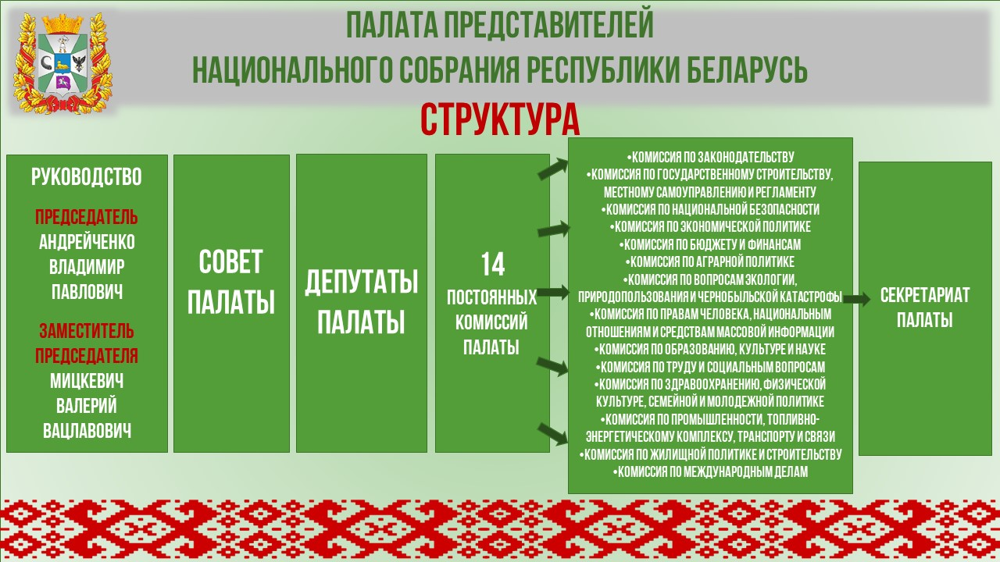 ПАЛАТА ПРЕДСТАВИТЕЛЕЙ
НАЦИОНАЛЬНОГО СОБРАНИЯ РЕСПУБЛИКИ БЕЛАРУСЬ
СТРУКТУРА
РУКОВОДСТВО
ПРЕДСЕДАТЕЛЬ
АНДРЕЙЧЕНКО
ВЛАДИМИР
ПАВЛОВИЧ
ЗАМЕСТИТЕЛЬ
ПРЕДСЕДАТЕЛЯ
МИЦКЕВИЧ
ВАЛЕРИЙ
ВАЦЛАВОВИЧ
СОВЕТ
ПАЛАТЫ
ДЕПУТАТЫ
ПАЛАТЫ
14
ПОСТОЯННЫХ
КОМИССИЙ
ПАЛАТЫ
•КОМИССИЯ ПО ЗАКОНОДАТЕЛЬСТВУ
•КОМИССИЯ ПО ГОСУДАРСТВЕННОМУ СТРОИТЕЛЬСТВУ,
МЕСТНОМУ САМОУПРАВЛЕНИЮ И РЕГЛАМЕНТУ
•КОМИССИЯ ПО НАЦИОНАЛЬНОЙ БЕЗОПАСНОСТИ
•КОМИССИЯ ПО ЭКОНОМИЧЕСКОЙ ПОЛИТИКЕ
•КОМИССИЯ ПО БЮДЖЕТУ И ФИНАНСАМ
•КОМИССИЯ ПО АГРАРНОЙ ПОЛИТИКЕ
•КОМИССИЯ ПО ВОПРОСАМ ЭКОЛОГИИ,
ПРИРОДОПОЛЬЗОВАНИЯ И ЧЕРНОБЫЛЬСКОЙ КАТАСТРОФЫ
•КОМИССИЯ ПО ПРАВАМ ЧЕЛОВЕКА, НАЦИОНАЛЬНЫМ
ОТНОШЕНИЯМ И СРЕДСТВАМ МАССОВОЙ ИНФОРМАЦИИ
•КОМИССИЯ ПО ОБРАЗОВАНИЮ, КУЛЬТУРЕ И НАУКЕ
•КОМИССИЯ ПО ТРУДУ И СОЦИАЛЬНЫМ ВОПРОСАМ
•КОМИССИЯ ПО ЗДРАВООХРАНЕНИЮ, ФИЗИЧЕСКОЙ
КУЛЬТУРЕ, СЕМЕЙНОЙ И МОЛОДЕЖНОЙ ПОЛИТИКЕ
•КОМИССИЯ ПО ПРОМЫШЛЕННОСТИ, ТОПЛИВНО-
ЭНЕРГЕТИЧЕСКОМУ КОМПЛЕКСУ, ТРАНСПОРТУ И СВЯЗИ
•КОМИССИЯ ПО ЖИЛИЩНОЙ ПОЛИТИКЕ И СТРОИТЕЛЬСТВУ
•КОМИССИЯ ПО МЕЖДУНАРОДНЫМ ДЕЛАМ
СЕКРЕТАРИАТ
ПАЛАТЫ